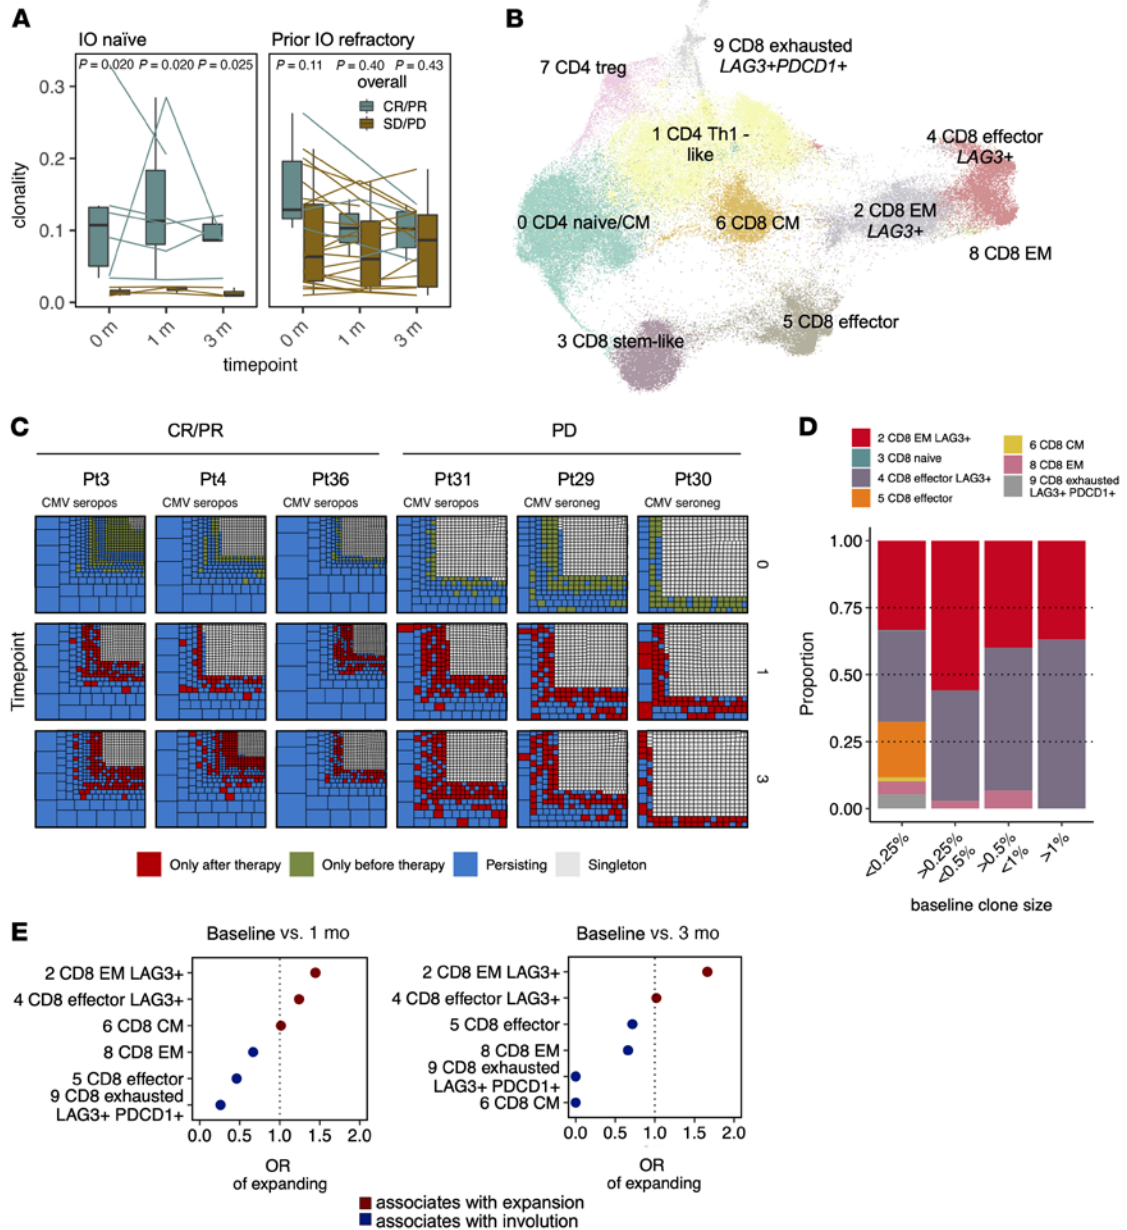 A
IO naïve
Prior IO refractory
P = 0.020
P = 0.020
P = 0.025
P = 0.11
P = 0.40
P = 0.43
overall
CR/PR
SD/PD
clonality
0.3
0.2
0.1
0.0
0 m
1 m
3 m
0 m
1 m
3 m
timepoint
B
9 CD8 exhausted
LAG3+PDCD1+
7 CD4 treg
1 CD4 Th1 -
like
4 CD8 effector
LAG3+
0 CD4 naive/CM
6 CD8 CM
2 CD8 EM
LAG3+
8 CD8 EM
5 CD8 effector
3 CD8 stem-like
C
CR/PR
PD
Pt3
Pt4
Pt36
Pt31
Pt29
Pt30
CMV seropos
CMV seropos
CMV seropos
CMV seropos
CMV seroneg
CMV seroneg
Timepoint
0
1
3
Only after therapy
Only before therapy
Persisting
Singleton
D
2 CD8 EM LAG3+
3 CD8 naive
4 CD8 effector LAG3+
5 CD8 effector
6 CD8 CM
8 CD8 EM
9 CD8 exhausted
LAG3+ PDCD1+
Proportion
1.00
0.75
0.50
0.25
0.00
<0.25%
>0.25%
<0.5%
>0.5%
<1%
>1%
baseline clone size
E
Baseline vs. 1 mo
2 CD8 EM LAG3+
4 CD8 effector LAG3+
6 CD8 CM
8 CD8 EM
5 CD8 effector
9 CD8 exhausted
LAG3+ PDCD1+
0.0 0.5 1.0 1.5 2.0
OR
of expanding
Baseline vs. 3 mo
2 CD8 EM LAG3+
4 CD8 effector LAG3+
5 CD8 effector
8 CD8 EM
9 CD8 exhausted
LAG3+ PDCD1+
6 CD8 CM
0.0 0.5 1.0 1.5 2.0
OR
of expanding
associates with expansion
associates with involution